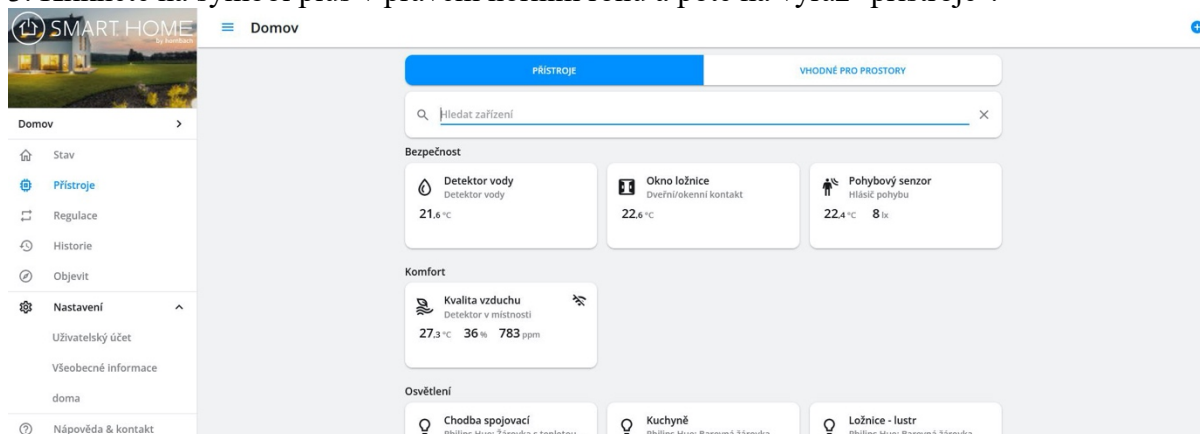 SMART HOME
by hornbach
Domov
Domov
Stav
Přístroje
Regulace
Historie
Objevit
Nastavení
Uživatelský účet
Všeobecné informace
doma
Nápověda & kontakt
PŘÍSTROJE
VHODNÉ PRO PROSTORY
Hledat zařízení
Bezpečnost
Detektor vody
Detektor vody
21.6 °C
Okno ložnice
Dveřní/okenní kontakt
22.6 °C
Pohybový senzor
Hlásič pohybu
22.4 °C 8 lx
Komfort
Kvalita vzduchu
Detektor v místnosti
27.3 °C 36 % 783 ppm
Osvětlení
Chodba spojovací
Kuchyně
Ložnice - lustr